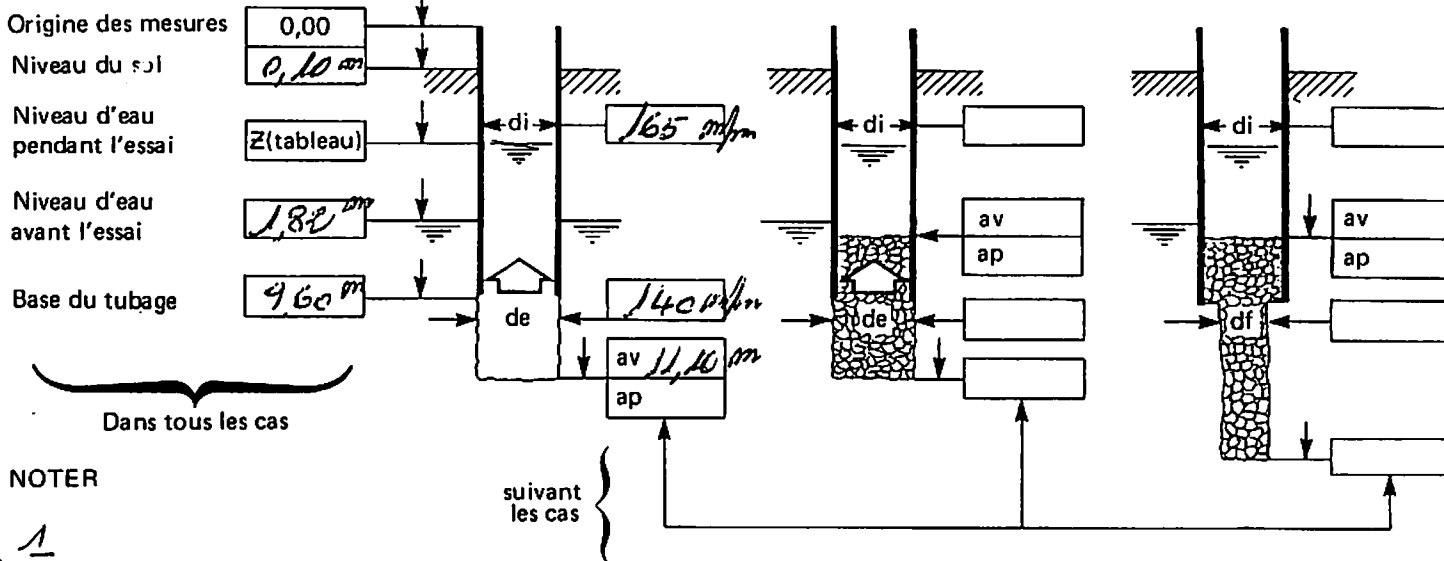 Origine des mesures 0,00
Niveau du sol 0,10 m
Niveau d'eau
pendant l'essai Z(tableau)
di 165 m/m di di
Niveau d'eau
avant l'essai 1,82 m
av av
ap ap
Base du tubage 9,60 m
de 140 m/m de df
av 11,10 m
ap
Dans tous les cas
NOTER
suivant
les cas
1